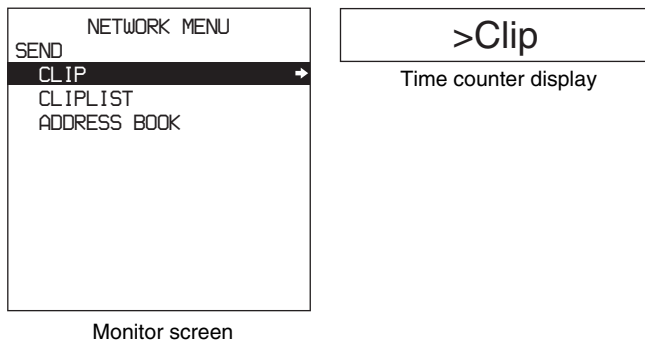 NETWORK MENU
SEND
CLIP
CLIPLIST
ADDRESS BOOK
Monitor screen
>Clip
Time counter display